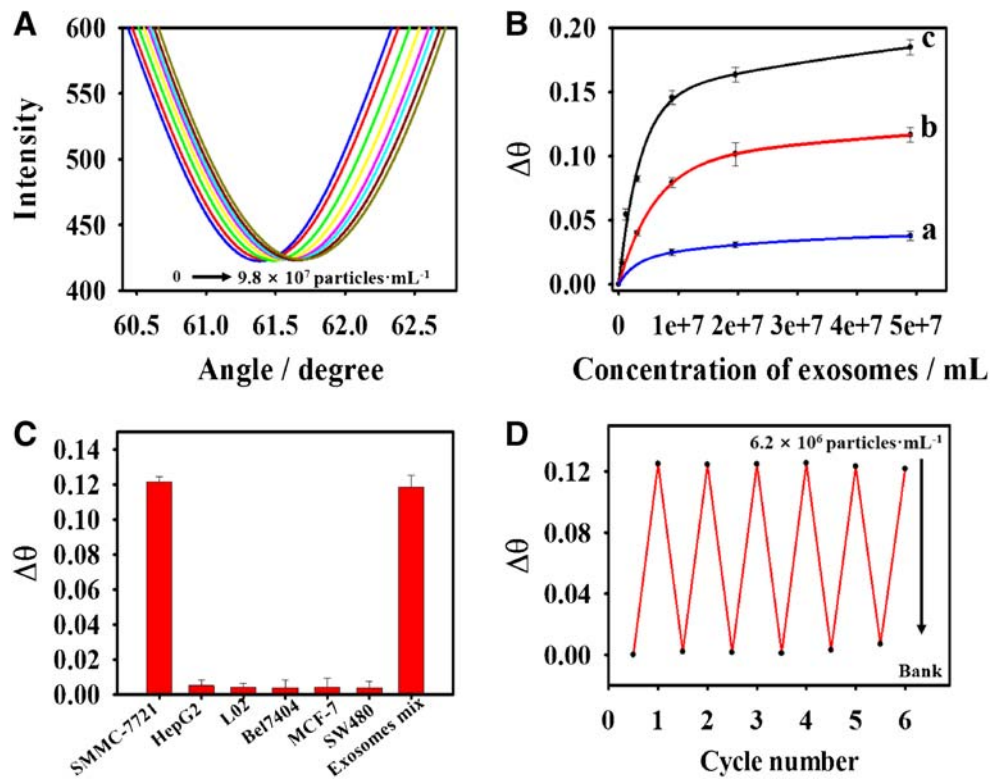 A
600
550
500
450
400
Intensity
0 → 9.8 × 10⁷ particles·mL⁻¹
60.5 61.0 61.5 62.0 62.5
Angle / degree
B
0.20
0.15
0.10
0.05
0.00
Δθ
c
b
a
0 1e+7 2e+7 3e+7 4e+7 5e+7
Concentration of exosomes / mL
C
0.14
0.12
0.10
0.08
0.06
0.04
0.02
0.00
Δθ
SMMC-7721
HepG2
L02
Bel7404
MCF-7
SW480
Exosomes mix
D
0.12
0.08
0.04
0.00
Δθ
6.2 × 10⁶ particles·mL⁻¹
Bank
0 1 2 3 4 5 6
Cycle number